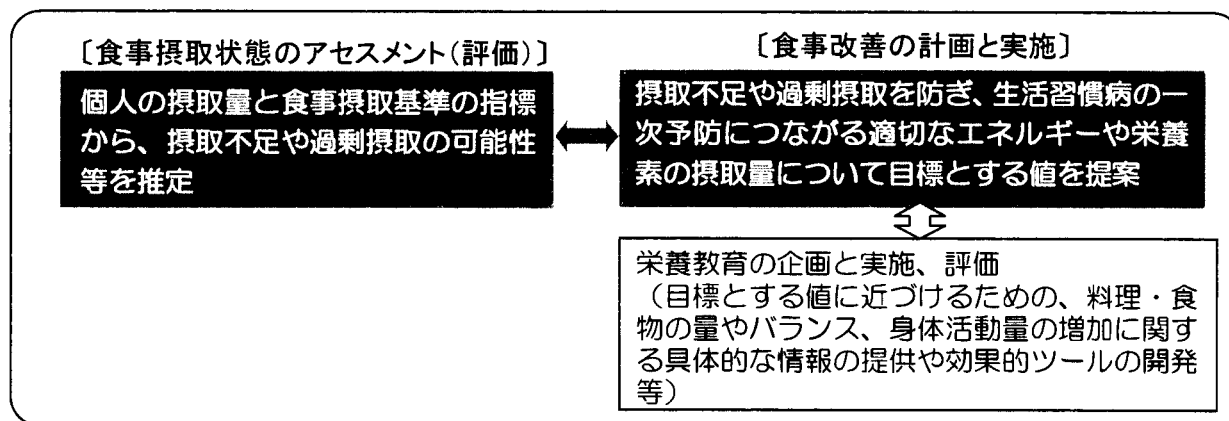 〔食事摂取状態のアセスメント(評価)〕
個人の摂取量と食事摂取基準の指標
から、摂取不足や過剰摂取の可能性
等を推定
〔食事改善の計画と実施〕
摂取不足や過剰摂取を防ぎ、生活習慣病の一
次予防につながる適切なエネルギーや栄養
素の摂取量について目標とする値を提案
栄養教育の企画と実施、評価
（目標とする値に近づけるための、料理・食
物の量やバランス、身体活動量の増加に関す
る具体的な情報の提供や効果的ツールの開発
等）